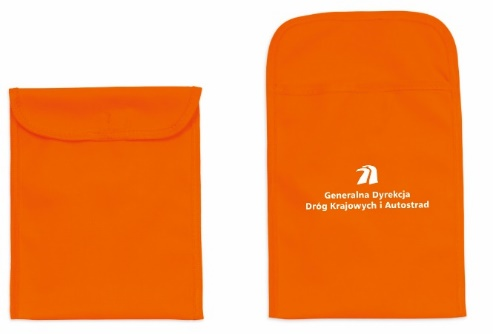 Generalna Dyrekcja
Dróg Krajowych i Autostrad